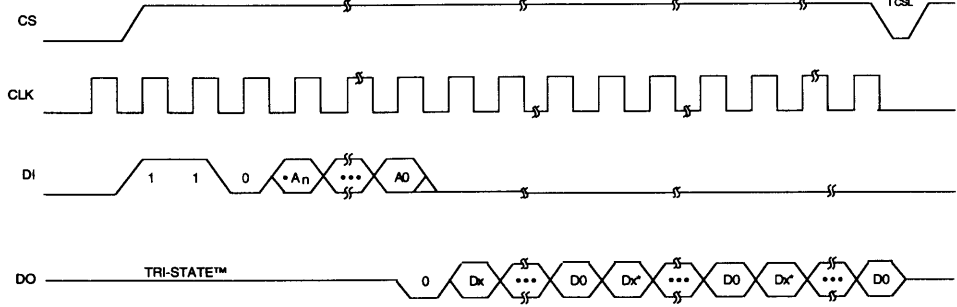 TCSL
CS
CLK
DI 1 1 0 •An ••• A0
DO TRI-STATE™ 0 Dx ••• D0 Dx* ••• D0 Dx* ••• D0